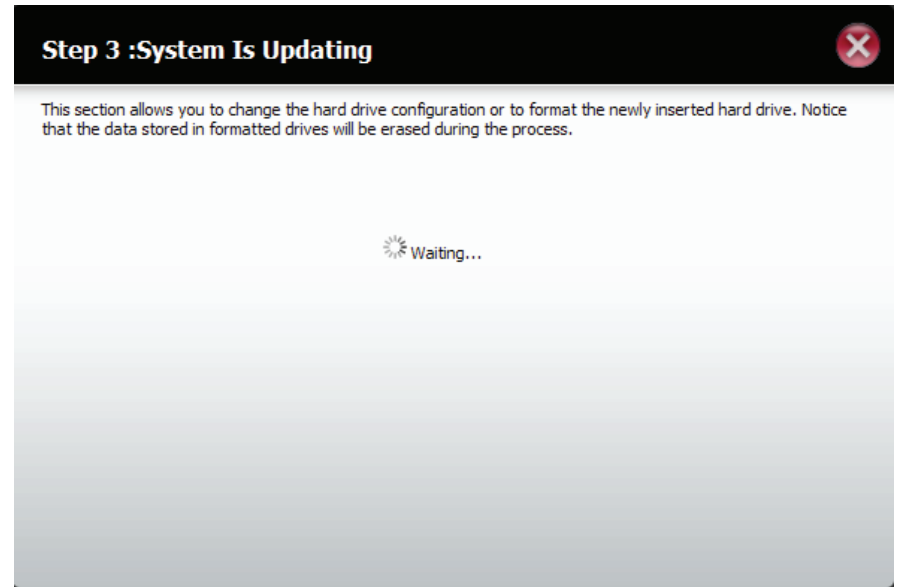 Step 3 :System Is Updating
This section allows you to change the hard drive configuration or to format the newly inserted hard drive. Notice
that the data stored in formatted drives will be erased during the process.
Waiting...